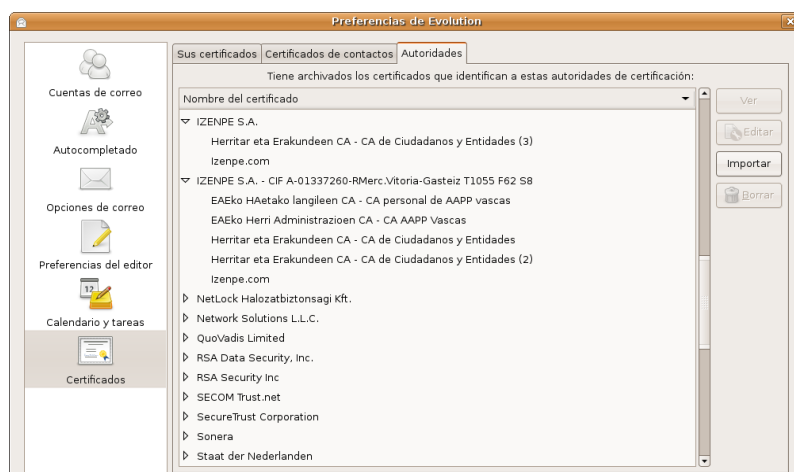 Preferencias de Evolution
Cuentas de correo
Autocompletado
Opciones de correo
Preferencias del editor
12
Calendario y tareas
Certificados
Sus certificados
Certificados de contactos
Autoridades
Tiene archivados los certificados que identifican a estas autoridades de certificación:
Nombre del certificado
IZENPE S.A.
Herritar eta Erakundeen CA - CA de Ciudadanos y Entidades (3)
Izenpe.com
IZENPE S.A. - CIF A-01337260-RMerc.Vitoria-Gasteiz T1055 F62 S8
EAEko HAetako langileen CA - CA personal de AAPP vascas
EAEko Herri Administrazioen CA - CA AAPP Vascas
Herritar eta Erakundeen CA - CA de Ciudadanos y Entidades
Herritar eta Erakundeen CA - CA de Ciudadanos y Entidades (2)
Izenpe.com
NetLock Halozatbiztonsagi Kft.
Network Solutions L.L.C.
QuoVadis Limited
RSA Data Security, Inc.
RSA Security Inc
SECOM Trust.net
SecureTrust Corporation
Sonera
Staat der Nederlanden
Ver
Editar
Importar
Borrar